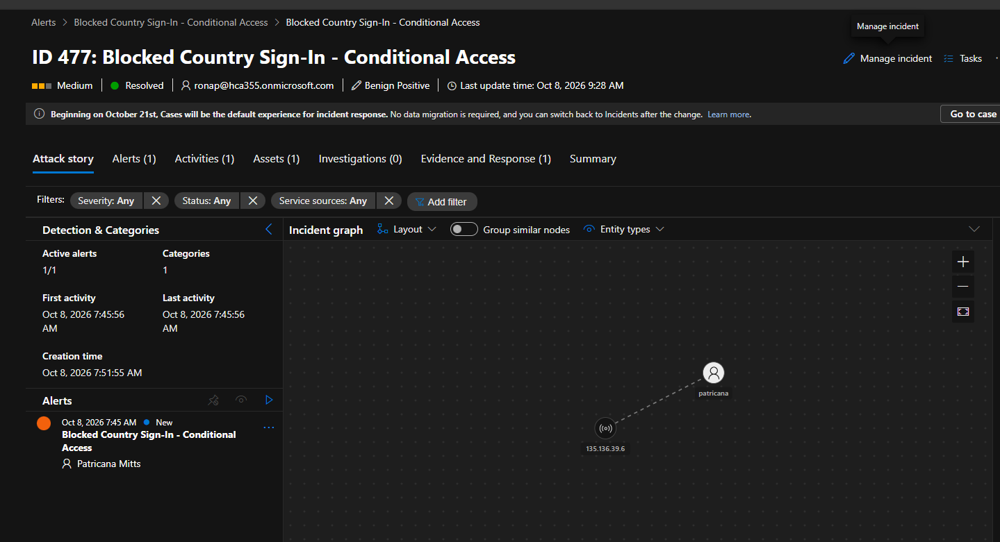 Alerts > Blocked Country Sign-In - Conditional Access > Blocked Country Sign-In - Conditional Access
Manage incident
ID 477: Blocked Country Sign-In - Conditional Access
Manage incident Tasks
Medium Resolved ronap@hca355.onmicrosoft.com Benign Positive Last update time: Oct 8, 2026 9:28 AM
Beginning on October 21st, Cases will be the default experience for incident response. No data migration is required, and you can switch back to Incidents after the change. Learn more.
Go to case
Attack story Alerts (1) Activities (1) Assets (1) Investigations (0) Evidence and Response (1) Summary
Filters: Severity: Any Status: Any Service sources: Any Add filter
Detection & Categories
Incident graph Layout Group similar nodes Entity types
Active alerts Categories
1/1 1
First activity Last activity
Oct 8, 2026 7:45:56 Oct 8, 2026 7:45:56
AM AM
Creation time
Oct 8, 2026 7:51:55 AM
Alerts
Oct 8, 2026 7:45 AM New
Blocked Country Sign-In - Conditional
Access
Patricana Mitts
patricana
135.136.39.6